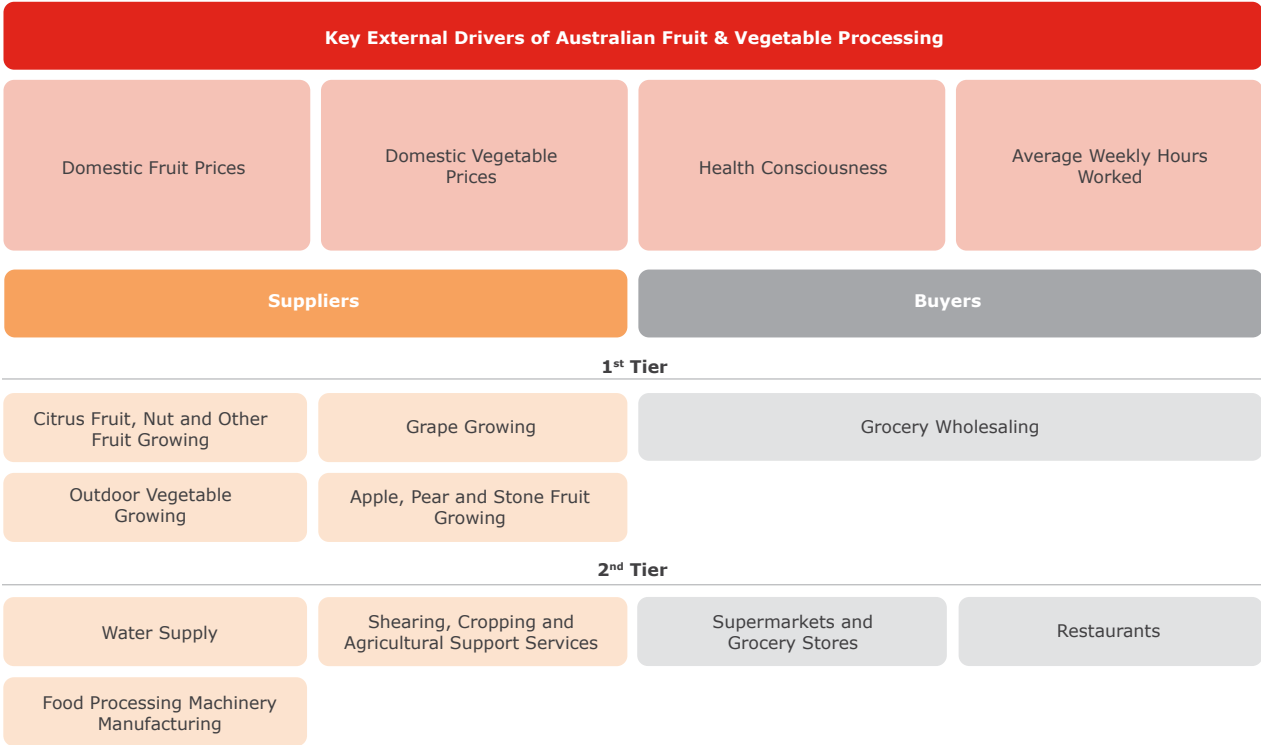 Key External Drivers of Australian Fruit & Vegetable Processing
Domestic Fruit Prices
Domestic Vegetable
Prices
Health Consciousness
Average Weekly Hours
Worked
Suppliers
Buyers
1st Tier
Citrus Fruit, Nut and Other
Fruit Growing
Grape Growing
Grocery Wholesaling
Outdoor Vegetable
Growing
Apple, Pear and Stone Fruit
Growing
2nd Tier
Water Supply
Shearing, Cropping and
Agricultural Support Services
Supermarkets and
Grocery Stores
Restaurants
Food Processing Machinery
Manufacturing